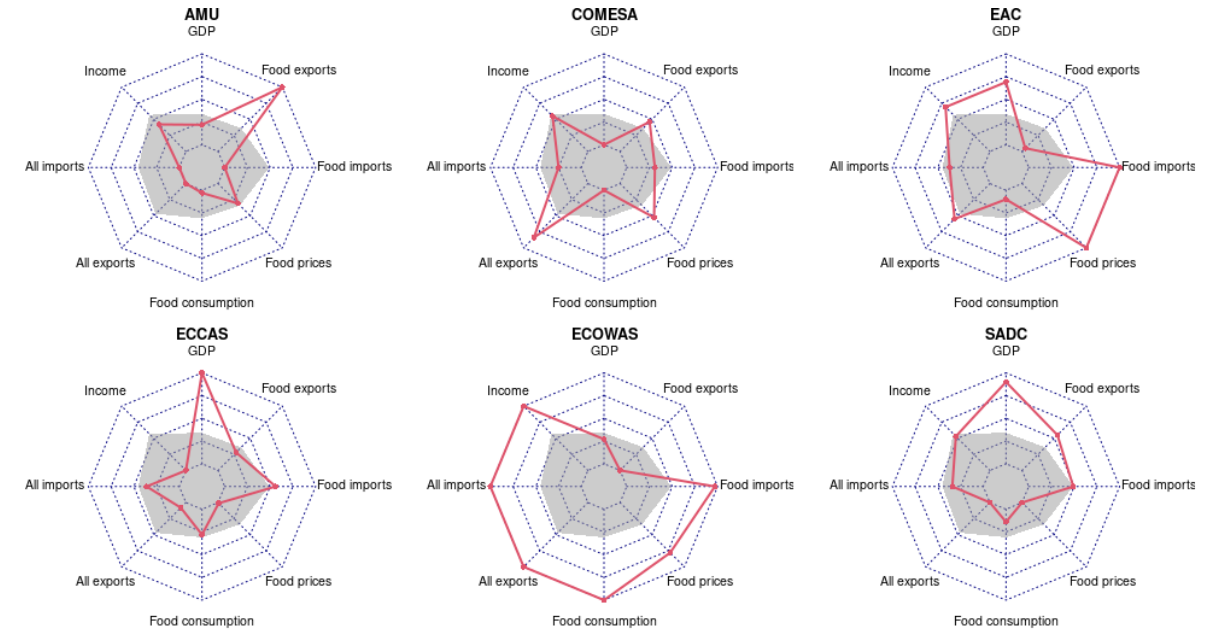 AMU
GDP
Income
Food exports
All imports
Food imports
All exports
Food prices
Food consumption
COMESA
GDP
Income
Food exports
All imports
Food imports
All exports
Food prices
Food consumption
EAC
GDP
Income
Food exports
All imports
Food imports
All exports
Food prices
Food consumption
ECCAS
GDP
Income
Food exports
All imports
Food imports
All exports
Food prices
Food consumption
ECOWAS
GDP
Income
Food exports
All imports
Food imports
All exports
Food prices
Food consumption
SADC
GDP
Income
Food exports
All imports
Food imports
All exports
Food prices
Food consumption